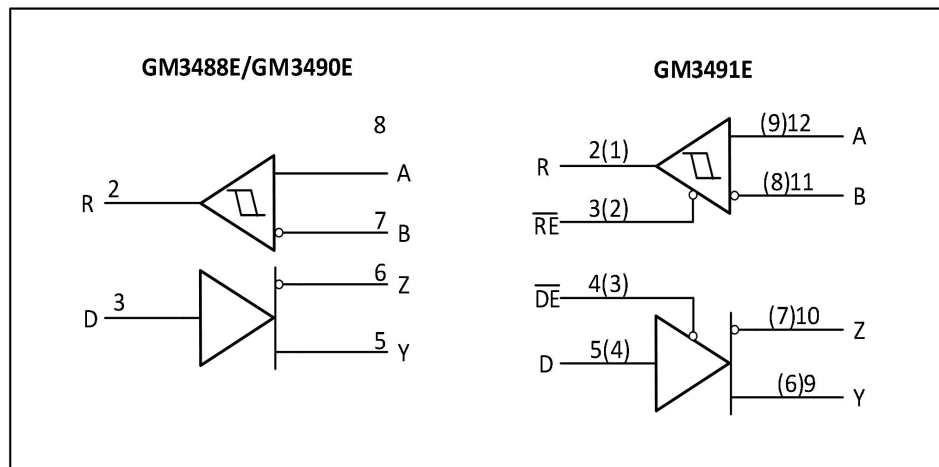 GM3488E/GM3490E
8
A
R 2
7 B
6 Z
D 3
5 Y
GM3491E
(9)12 A
R 2(1)
(8)11 B
RE 3(2)
DE 4(3)
(7)10 Z
D 5(4)
(6)9 Y